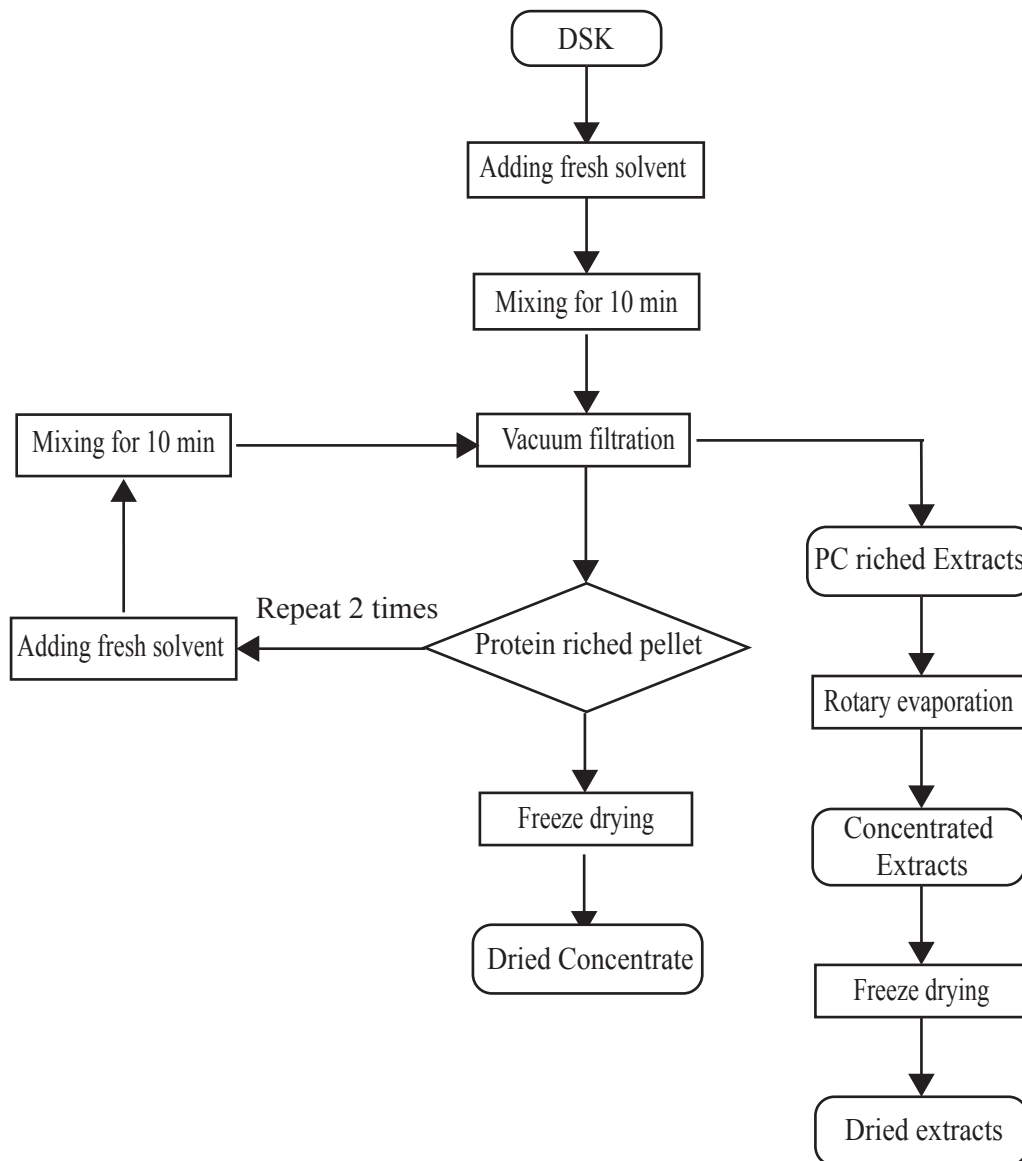 DSK
Adding fresh solvent
Mixing for 10 min
Mixing for 10 min
Vacuum filtration
PC riched Extracts
Repeat 2 times
Adding fresh solvent
Protein riched pellet
Rotary evaporation
Freeze drying
Concentrated
Extracts
Dried Concentrate
Freeze drying
Dried extracts